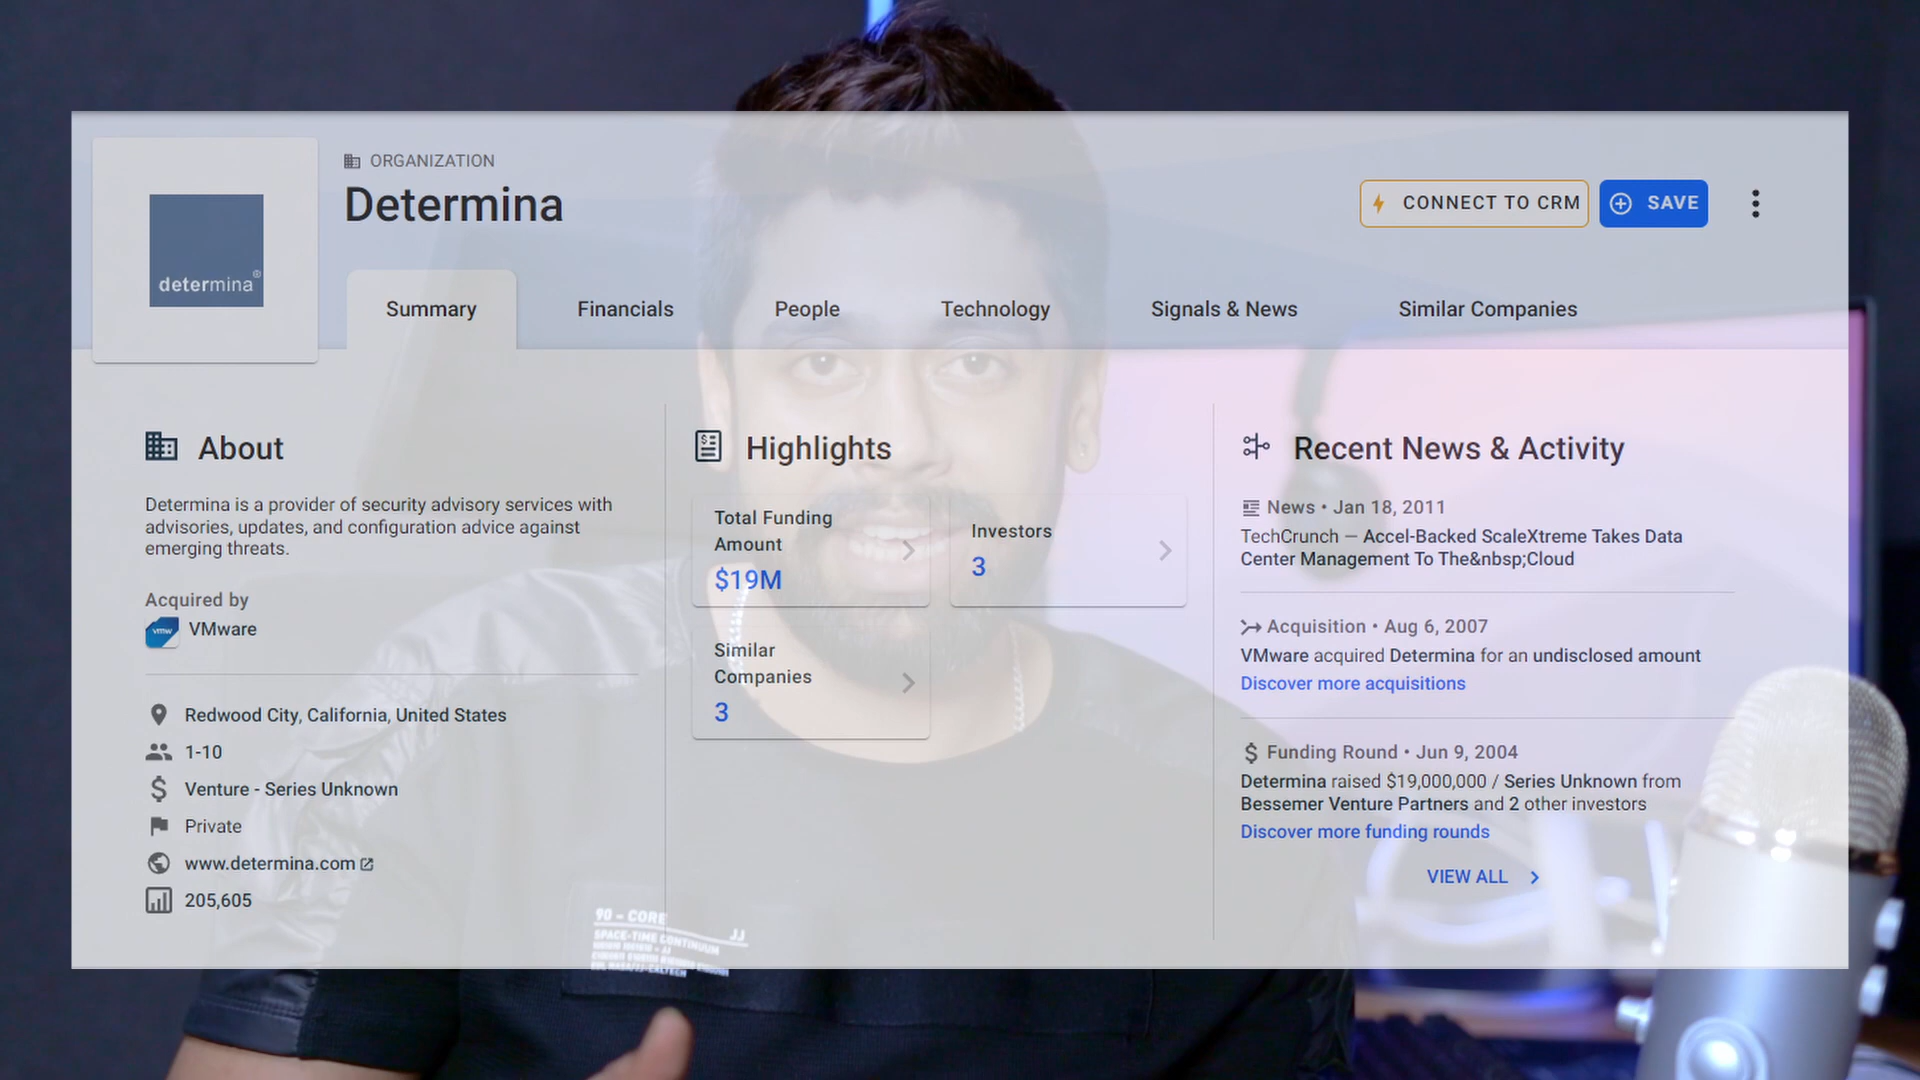 ORGANIZATION
Determina
CONNECT TO CRM
SAVE
determina®
Summary
Financials
People
Technology
Signals & News
Similar Companies
About
Determina is a provider of security advisory services with
advisories, updates, and configuration advice against
emerging threats.
Acquired by
vmw
VMware
Redwood City, California, United States
1-10
Venture - Series Unknown
Private
www.determina.com
205,605
Highlights
Total Funding
Amount
$19M
Investors
3
Similar
Companies
3
Recent News & Activity
News • Jan 18, 2011
TechCrunch — Accel-Backed ScaleXtreme Takes Data
Center Management To The&nbsp;Cloud
Acquisition • Aug 6, 2007
VMware acquired Determina for an undisclosed amount
Discover more acquisitions
Funding Round • Jun 9, 2004
Determina raised $19,000,000 / Series Unknown from
Bessemer Venture Partners and 2 other investors
Discover more funding rounds
VIEW ALL
90 – CORE
JJ
SPACE-TIME CONTINUUM